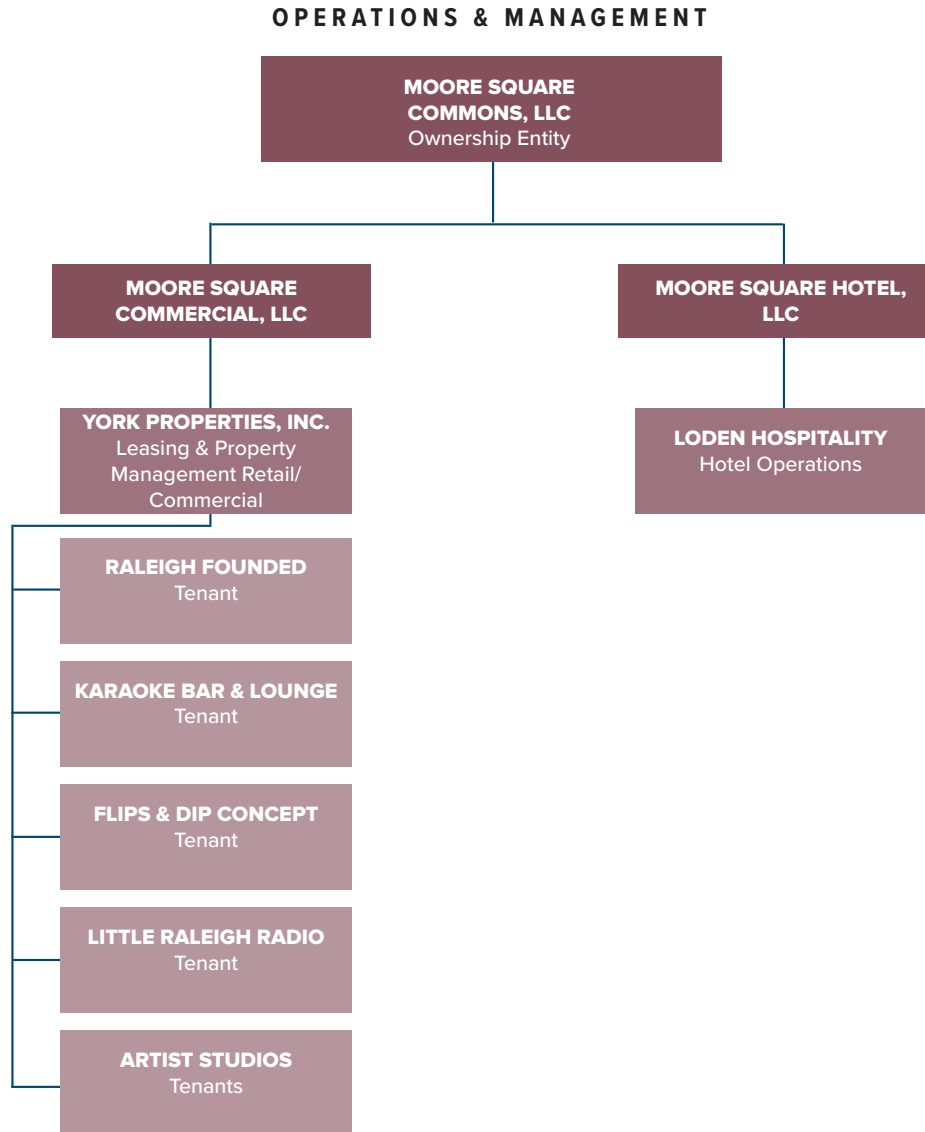 OPERATIONS & MANAGEMENT
MOORE SQUARE
COMMONS, LLC
Ownership Entity
MOORE SQUARE
COMMERCIAL, LLC
MOORE SQUARE HOTEL,
LLC
YORK PROPERTIES, INC.
Leasing & Property
Management Retail/
Commercial
LODEN HOSPITALITY
Hotel Operations
RALEIGH FOUNDED
Tenant
KARAOKE BAR & LOUNGE
Tenant
FLIPS & DIP CONCEPT
Tenant
LITTLE RALEIGH RADIO
Tenant
ARTIST STUDIOS
Tenants